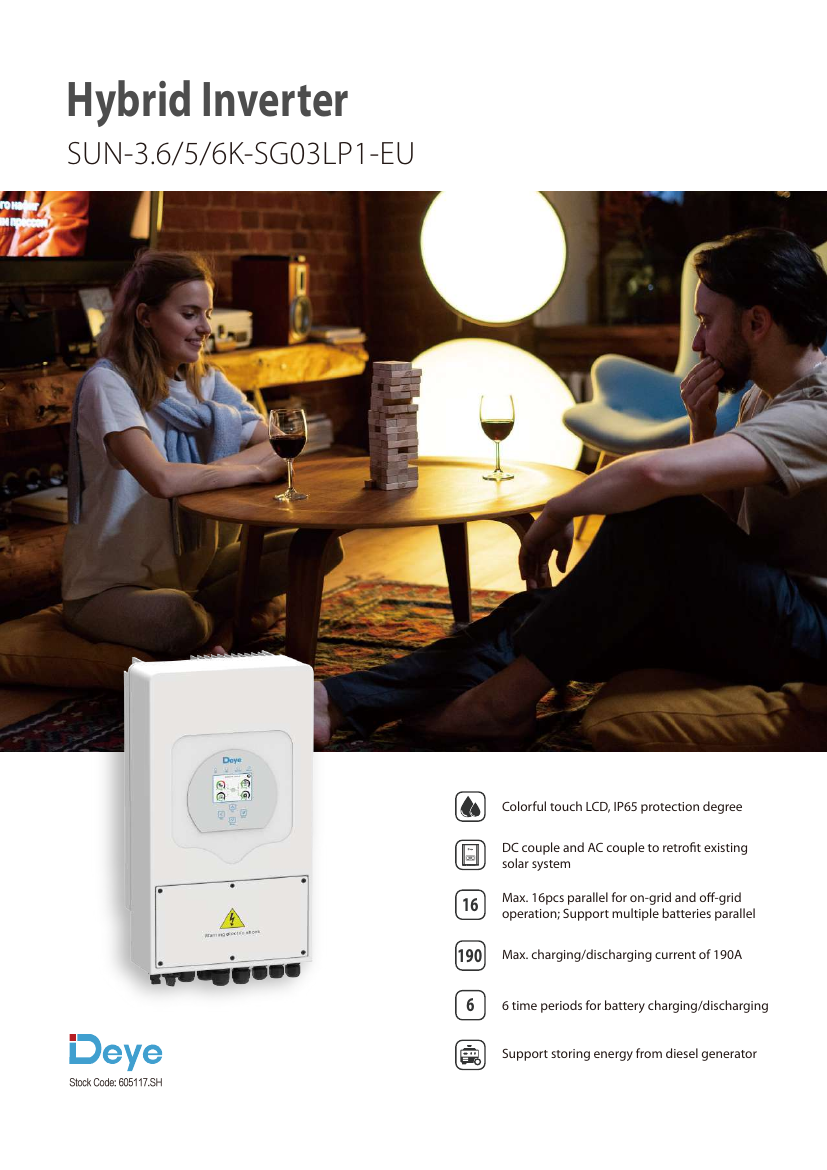 Hybrid Inverter
SUN-3.6/5/6K-SG03LP1-EU
Deye
Warning electric shock
Colorful touch LCD, IP65 protection degree
DC couple and AC couple to retrofit existing
solar system
16
Max. 16pcs parallel for on-grid and off-grid
operation; Support multiple batteries parallel
190
Max. charging/discharging current of 190A
6
6 time periods for battery charging/discharging
Support storing energy from diesel generator
Deye
Stock Code: 605117.SH